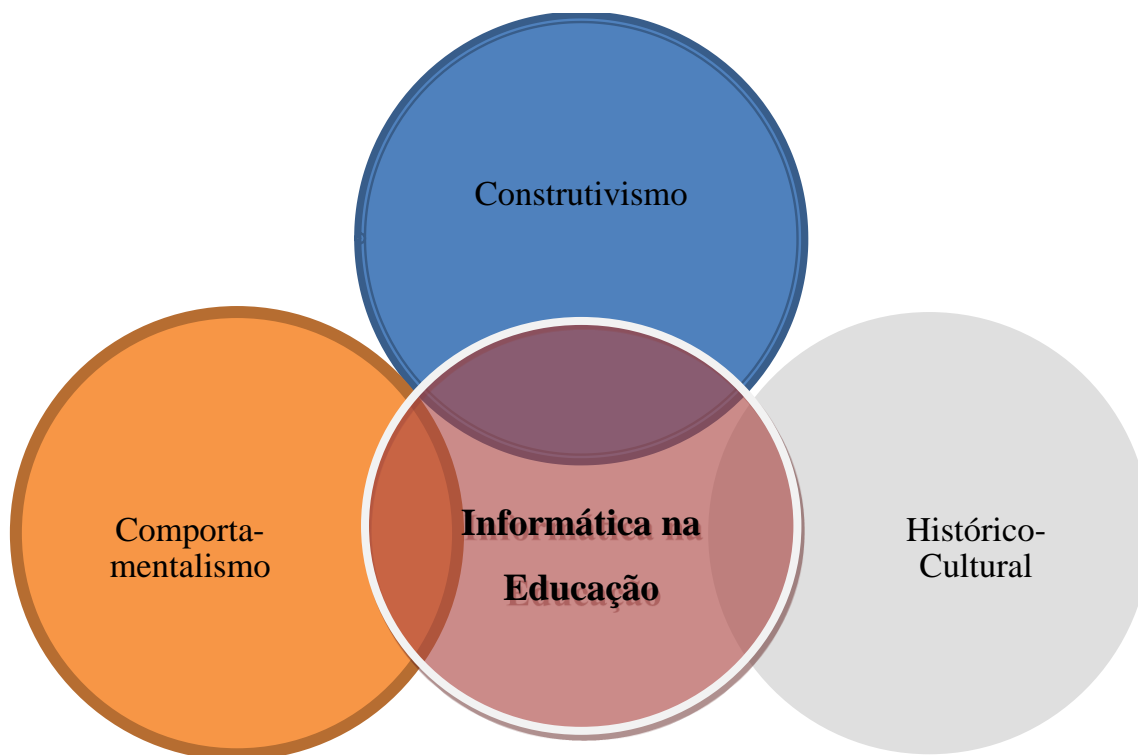 Construtivismo
Comporta-
mentalismo
Informática na
Educação
Histórico-
Cultural